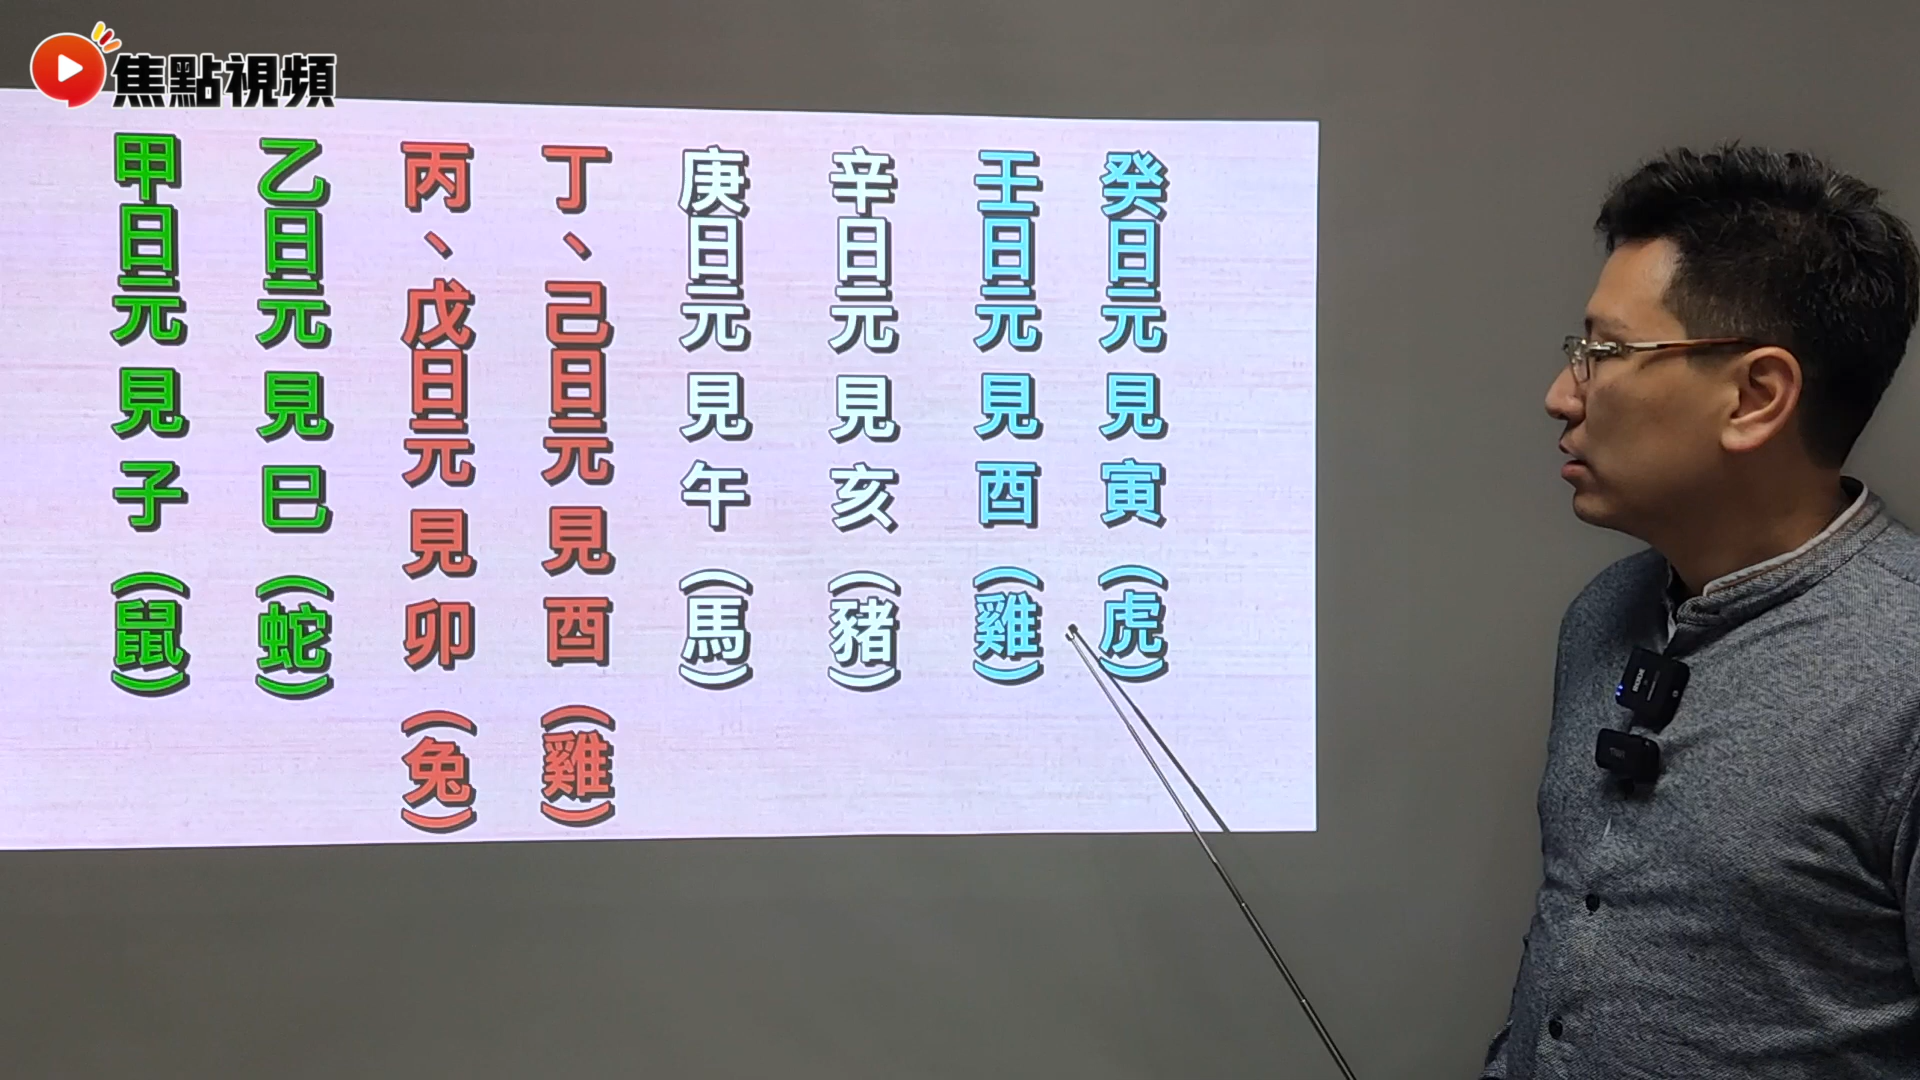 焦點視頻
甲日元見子(鼠)
乙日元見巳(蛇)
丙、戊日元見卯(兔)
丁、己日元見酉(雞)
庚日元見午(馬)
辛日元見亥(豬)
壬日元見酉(雞)
癸日元見寅(虎)